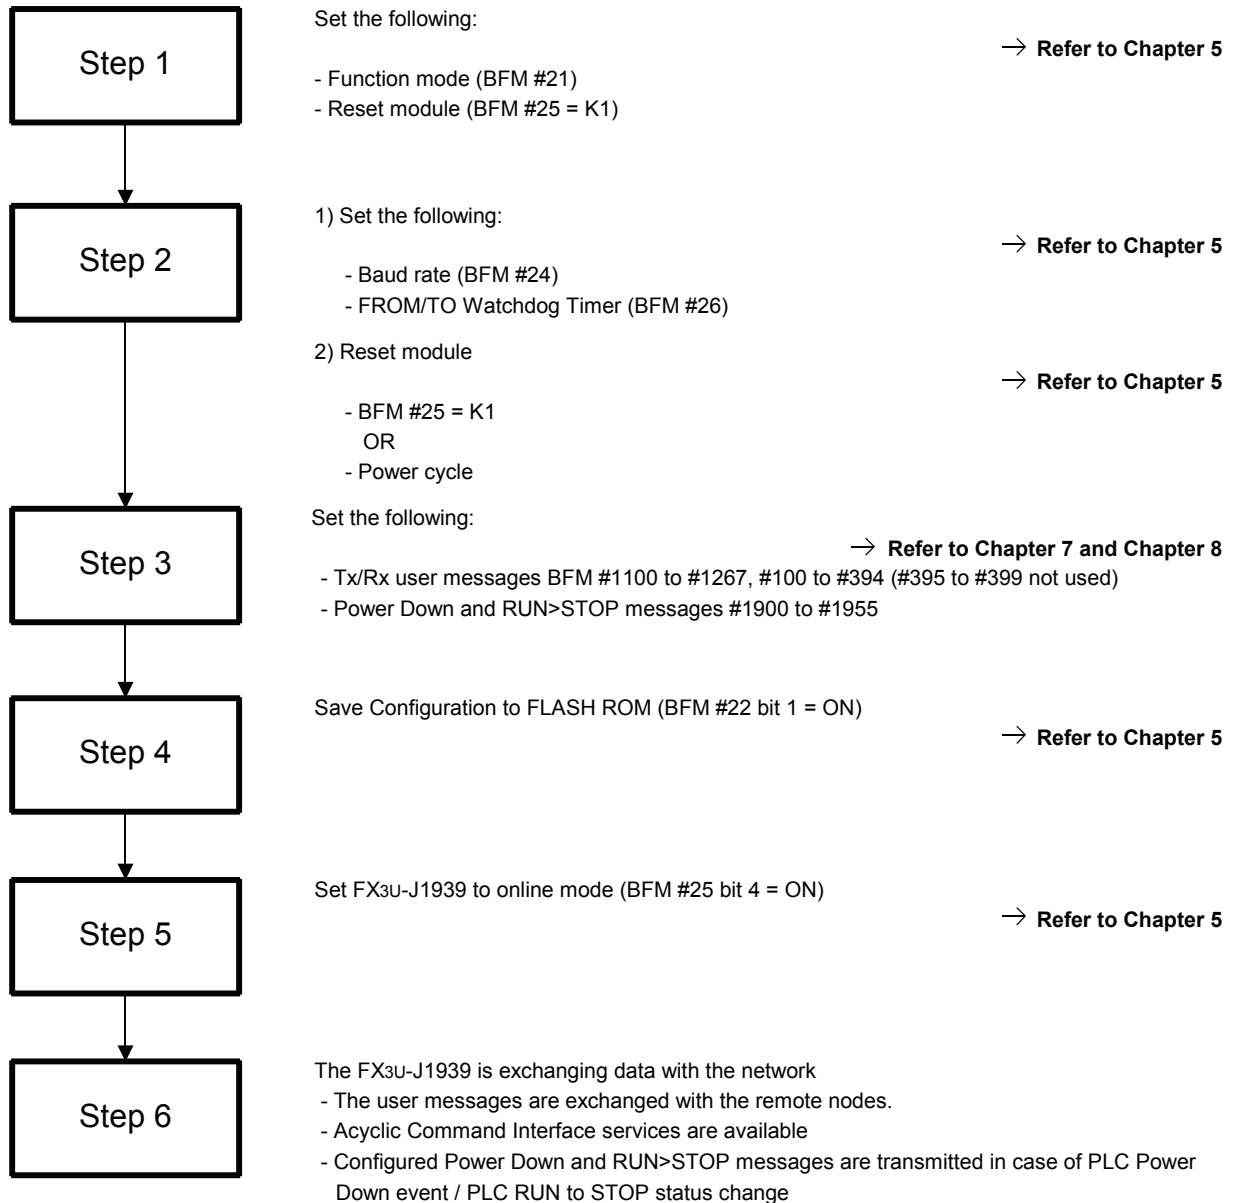 Step 1
Set the following:
→ Refer to Chapter 5
- Function mode (BFM #21)
- Reset module (BFM #25 = K1)
Step 2
1) Set the following:
→ Refer to Chapter 5
- Baud rate (BFM #24)
- FROM/TO Watchdog Timer (BFM #26)
2) Reset module
→ Refer to Chapter 5
- BFM #25 = K1
OR
- Power cycle
Step 3
Set the following:
→ Refer to Chapter 7 and Chapter 8
- Tx/Rx user messages BFM #1100 to #1267, #100 to #394 (#395 to #399 not used)
- Power Down and RUN>STOP messages #1900 to #1955
Step 4
Save Configuration to FLASH ROM (BFM #22 bit 1 = ON)
→ Refer to Chapter 5
Step 5
Set FX3U-J1939 to online mode (BFM #25 bit 4 = ON)
→ Refer to Chapter 5
Step 6
The FX3U-J1939 is exchanging data with the network
- The user messages are exchanged with the remote nodes.
- Acyclic Command Interface services are available
- Configured Power Down and RUN>STOP messages are transmitted in case of PLC Power
Down event / PLC RUN to STOP status change